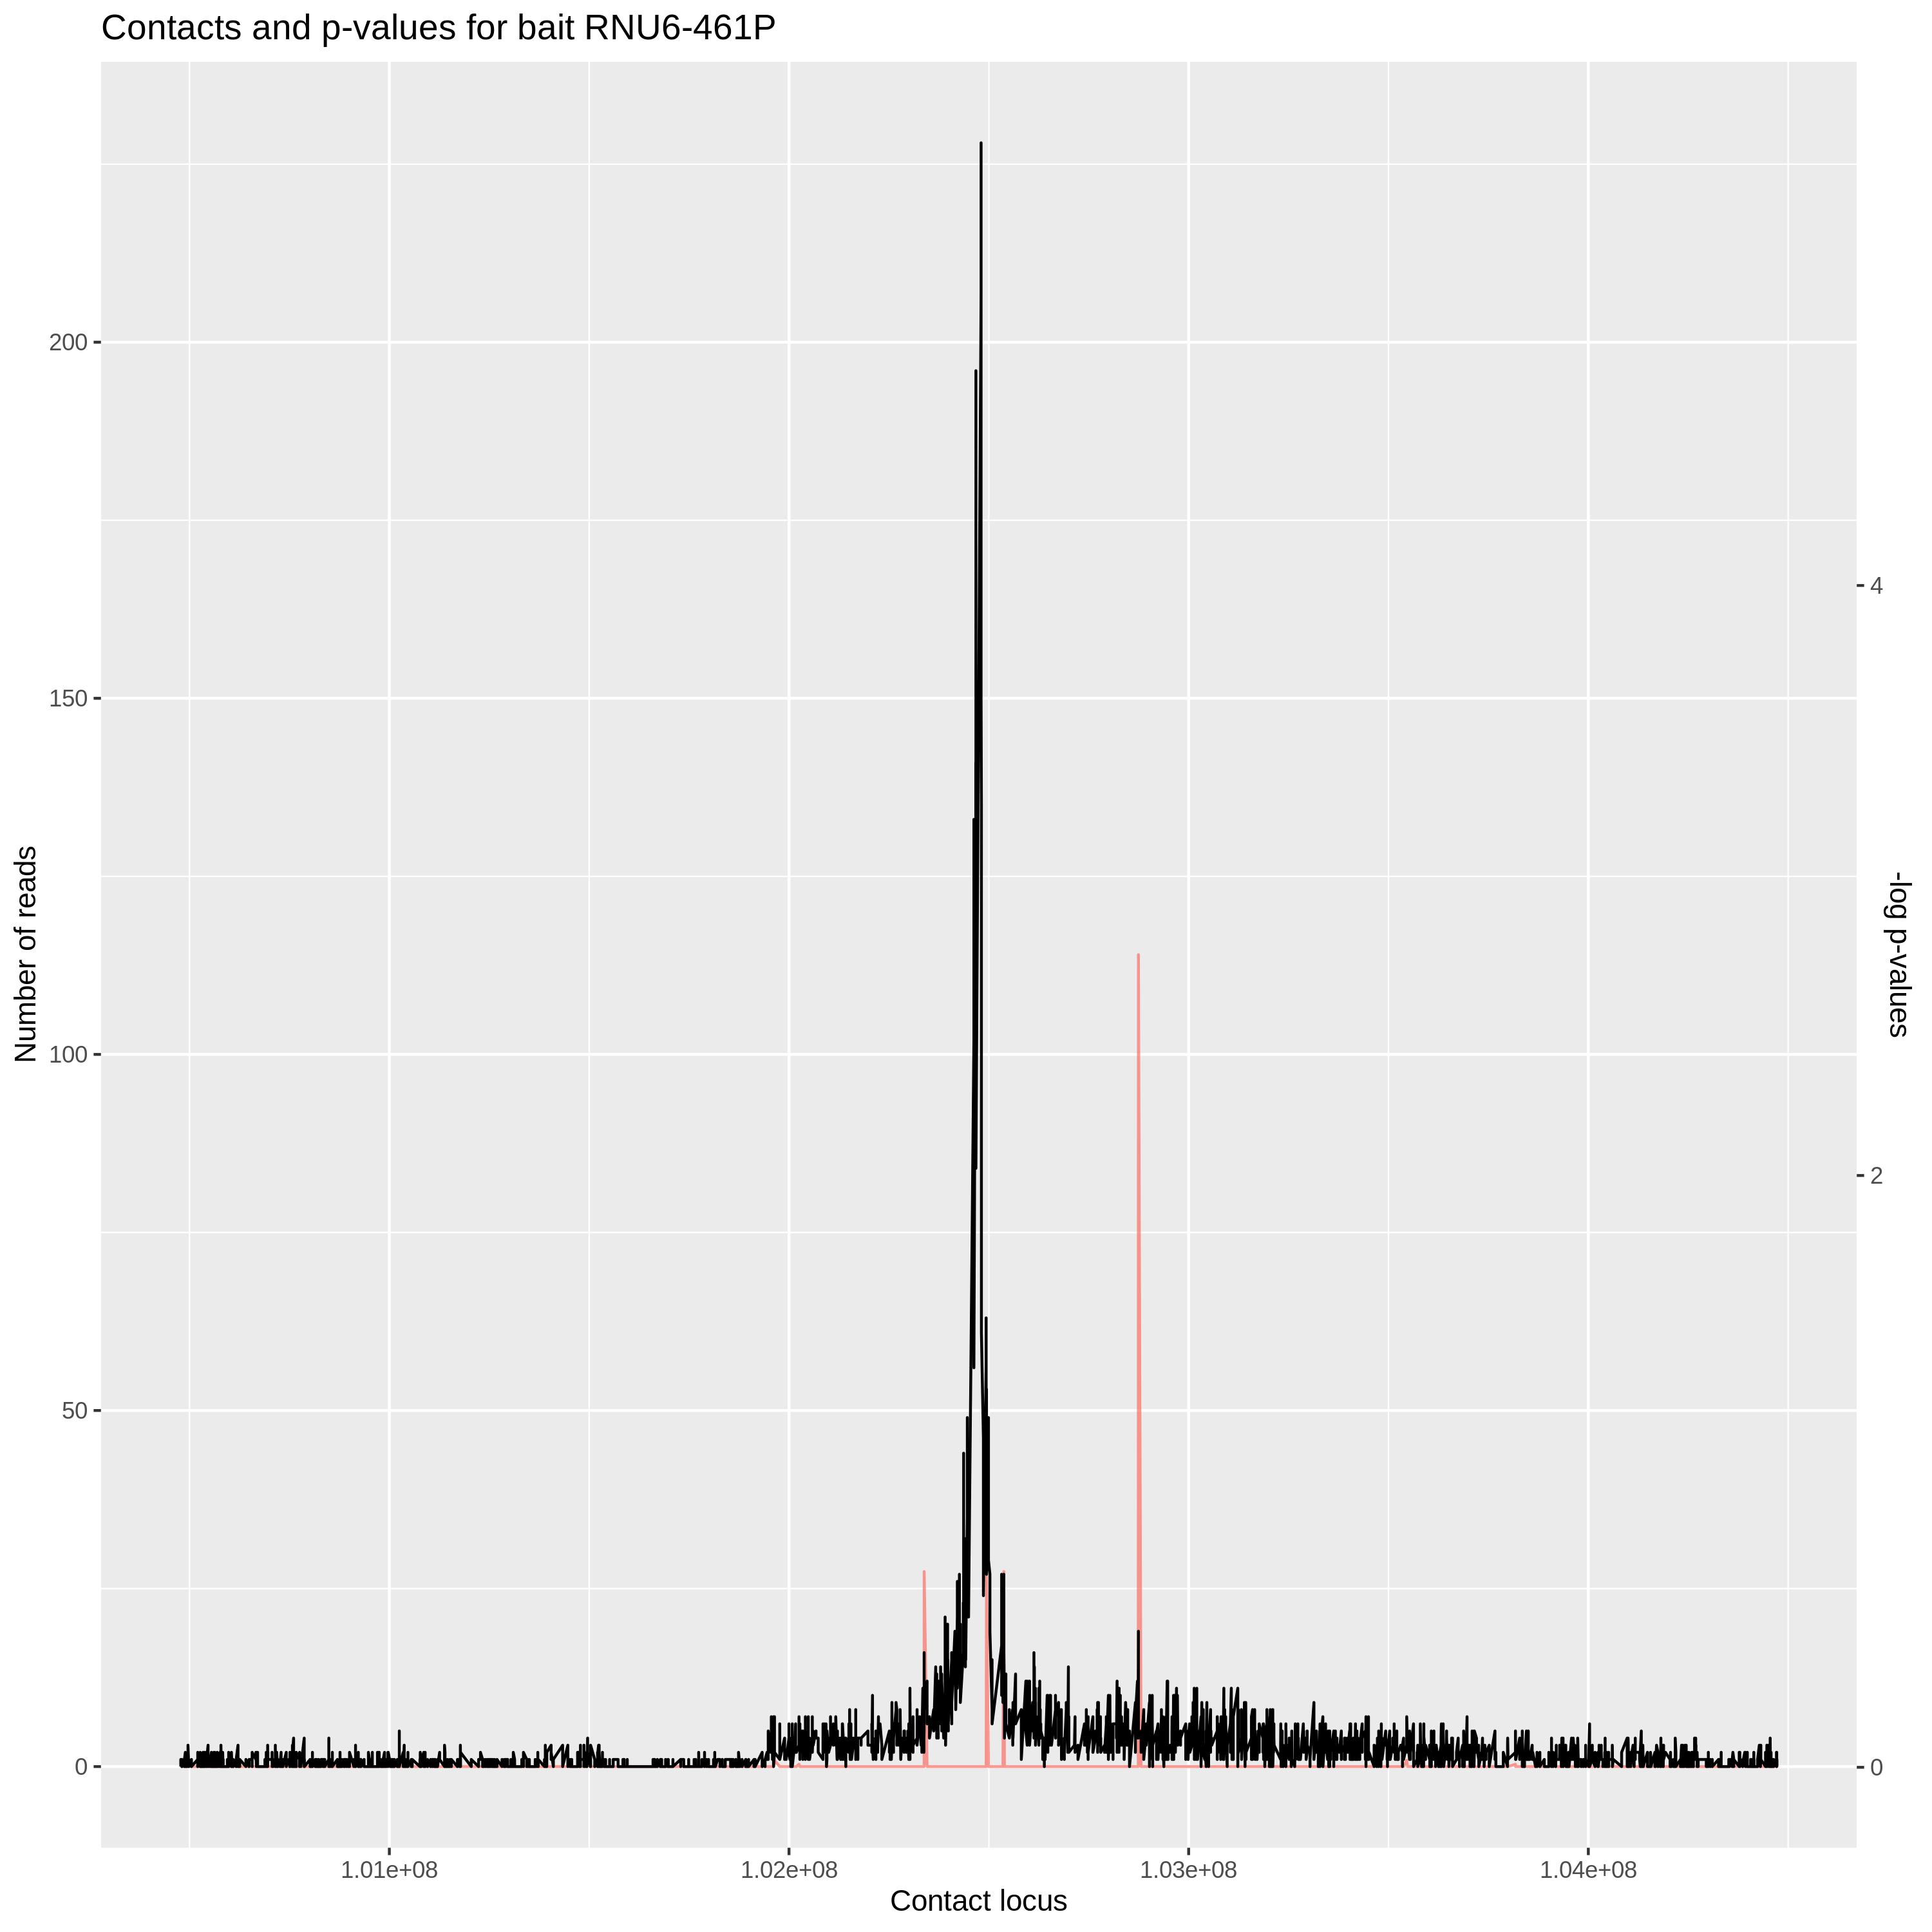 Contacts and p-values for bait RNU6-461P
200
150
100
50
0
Number of reads
4
2
0
-log p-values
1.01e+08
1.02e+08
1.03e+08
1.04e+08
Contact locus